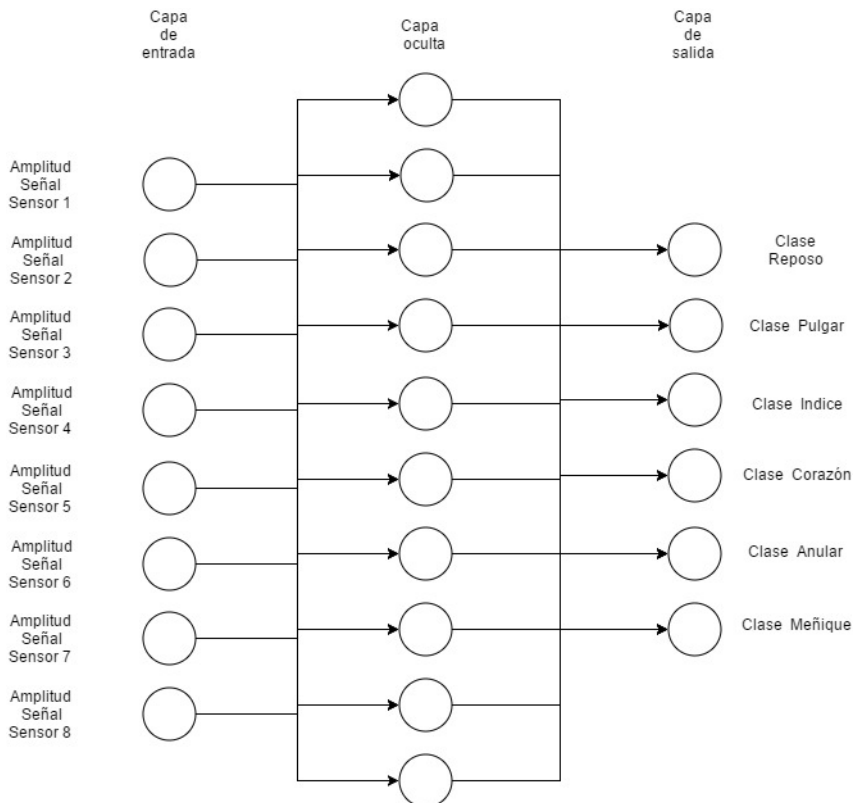 Capa
de
entrada
Capa
oculta
Capa
de
salida
Amplitud
Señal
Sensor 1
Amplitud
Señal
Sensor 2
Amplitud
Señal
Sensor 3
Amplitud
Señal
Sensor 4
Amplitud
Señal
Sensor 5
Amplitud
Señal
Sensor 6
Amplitud
Señal
Sensor 7
Amplitud
Señal
Sensor 8
Clase
Reposo
Clase Pulgar
Clase Indice
Clase Corazón
Clase Anular
Clase Meñique